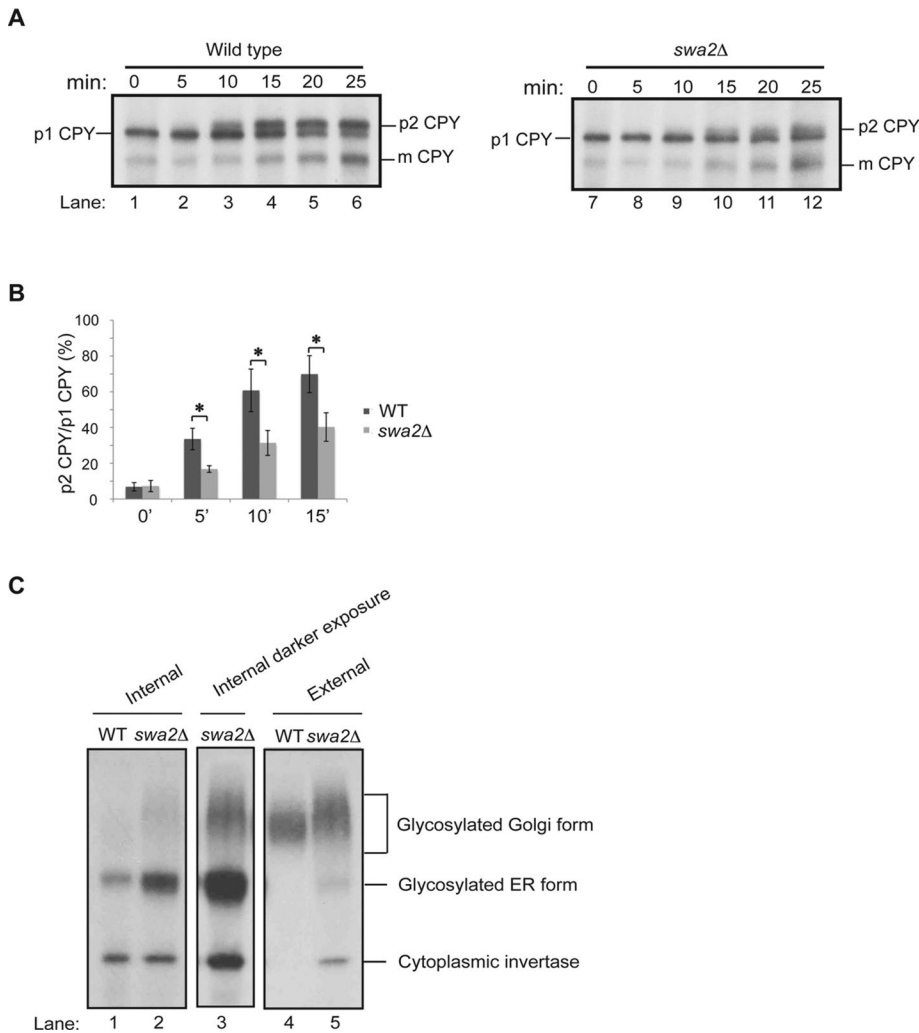 A
Wild type
swa2Δ
min: 0 5 10 15 20 25
min: 0 5 10 15 20 25
p1 CPY
p2 CPY
m CPY
p1 CPY
p2 CPY
m CPY
Lane: 1 2 3 4 5 6
7 8 9 10 11 12
B
p2 CPY/p1 CPY (%)
100
80
60
40
20
0
* * *
0’ 5’ 10’ 15’
WT
swa2Δ
C
Internal
Internal darker exposure
External
WT swa2Δ
swa2Δ
WT swa2Δ
Glycosylated Golgi form
Glycosylated ER form
Cytoplasmic invertase
Lane: 1 2 3 4 5